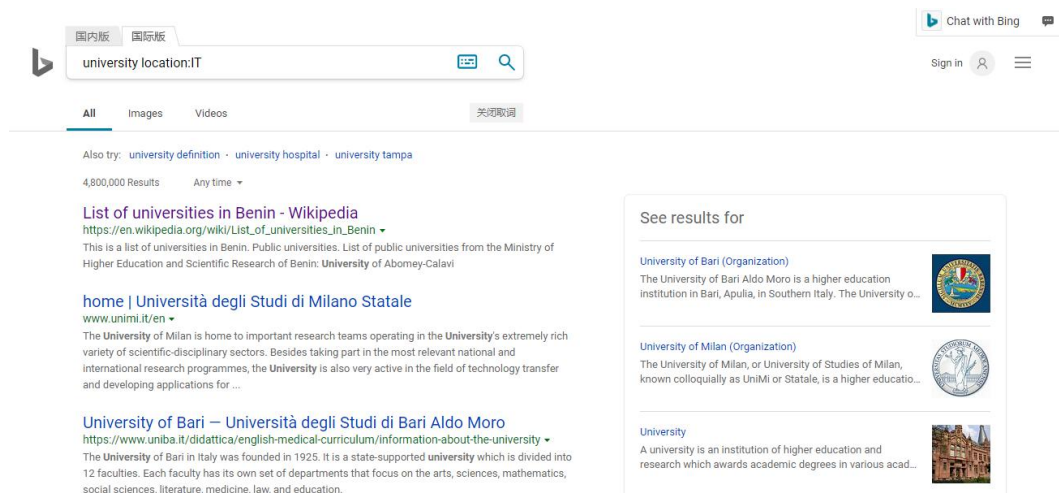 Chat with Bing
国内版 国际版
university location:IT
Sign in
All Images Videos 关闭取词
Also try: university definition · university hospital · university tampa
4,800,000 Results Any time
List of universities in Benin - Wikipedia
https://en.wikipedia.org/wiki/List_of_universities_in_Benin
This is a list of universities in Benin. Public universities. List of public universities from the Ministry of
Higher Education and Scientific Research of Benin: University of Abomey-Calavi
home | Università degli Studi di Milano Statale
www.unimi.it/en
The University of Milan is home to important research teams operating in the University's extremely rich
variety of scientific-disciplinary sectors. Besides taking part in the most relevant national and
international research programmes, the University is also very active in the field of technology transfer
and developing applications for ...
University of Bari — Università degli Studi di Bari Aldo Moro
https://www.uniba.it/didattica/english-medical-curriculum/information-about-the-university
The University of Bari in Italy was founded in 1925. It is a state-supported university which is divided into
12 faculties. Each faculty has its own set of departments that focus on the arts, sciences, mathematics,
social sciences, literature, medicine, law, and education.
See results for
University of Bari (Organization)
The University of Bari Aldo Moro is a higher education
institution in Bari, Apulia, in Southern Italy. The University o...
University of Milan (Organization)
The University of Milan, or University of Studies of Milan,
known colloquially as UniMi or Statale, is a higher educatio...
University
A university is an institution of higher education and
research which awards academic degrees in various acad...